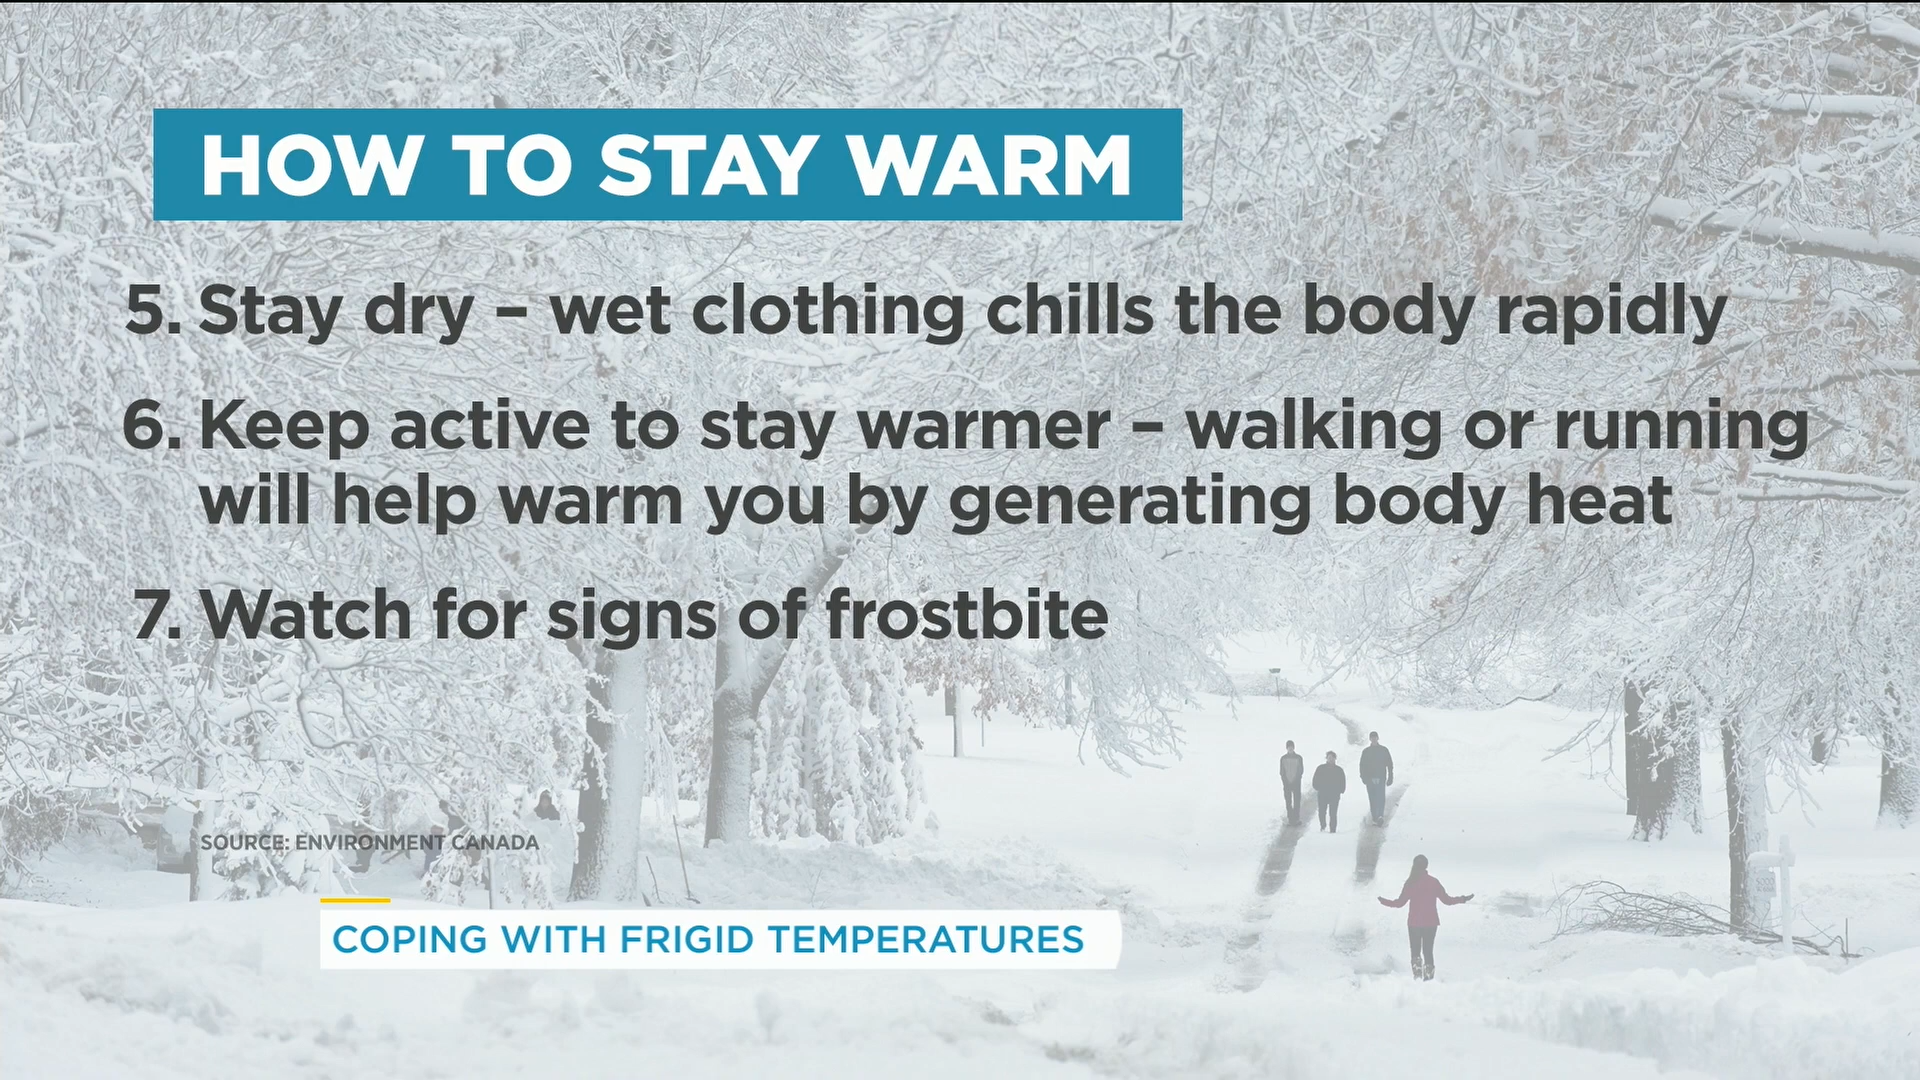 HOW TO STAY WARM
5. Stay dry – wet clothing chills the body rapidly
6. Keep active to stay warmer – walking or running
will help warm you by generating body heat
7. Watch for signs of frostbite
SOURCE: ENVIRONMENT CANADA
COPING WITH FRIGID TEMPERATURES